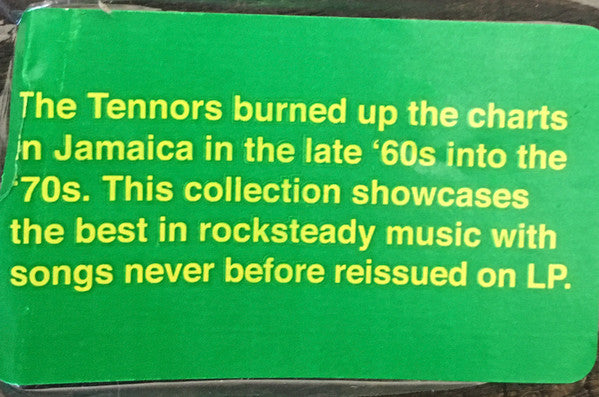 The Tennors burned up the charts
in Jamaica in the late ‘60s into the
‘70s. This collection showcases
the best in rocksteady music with
songs never before reissued on LP.